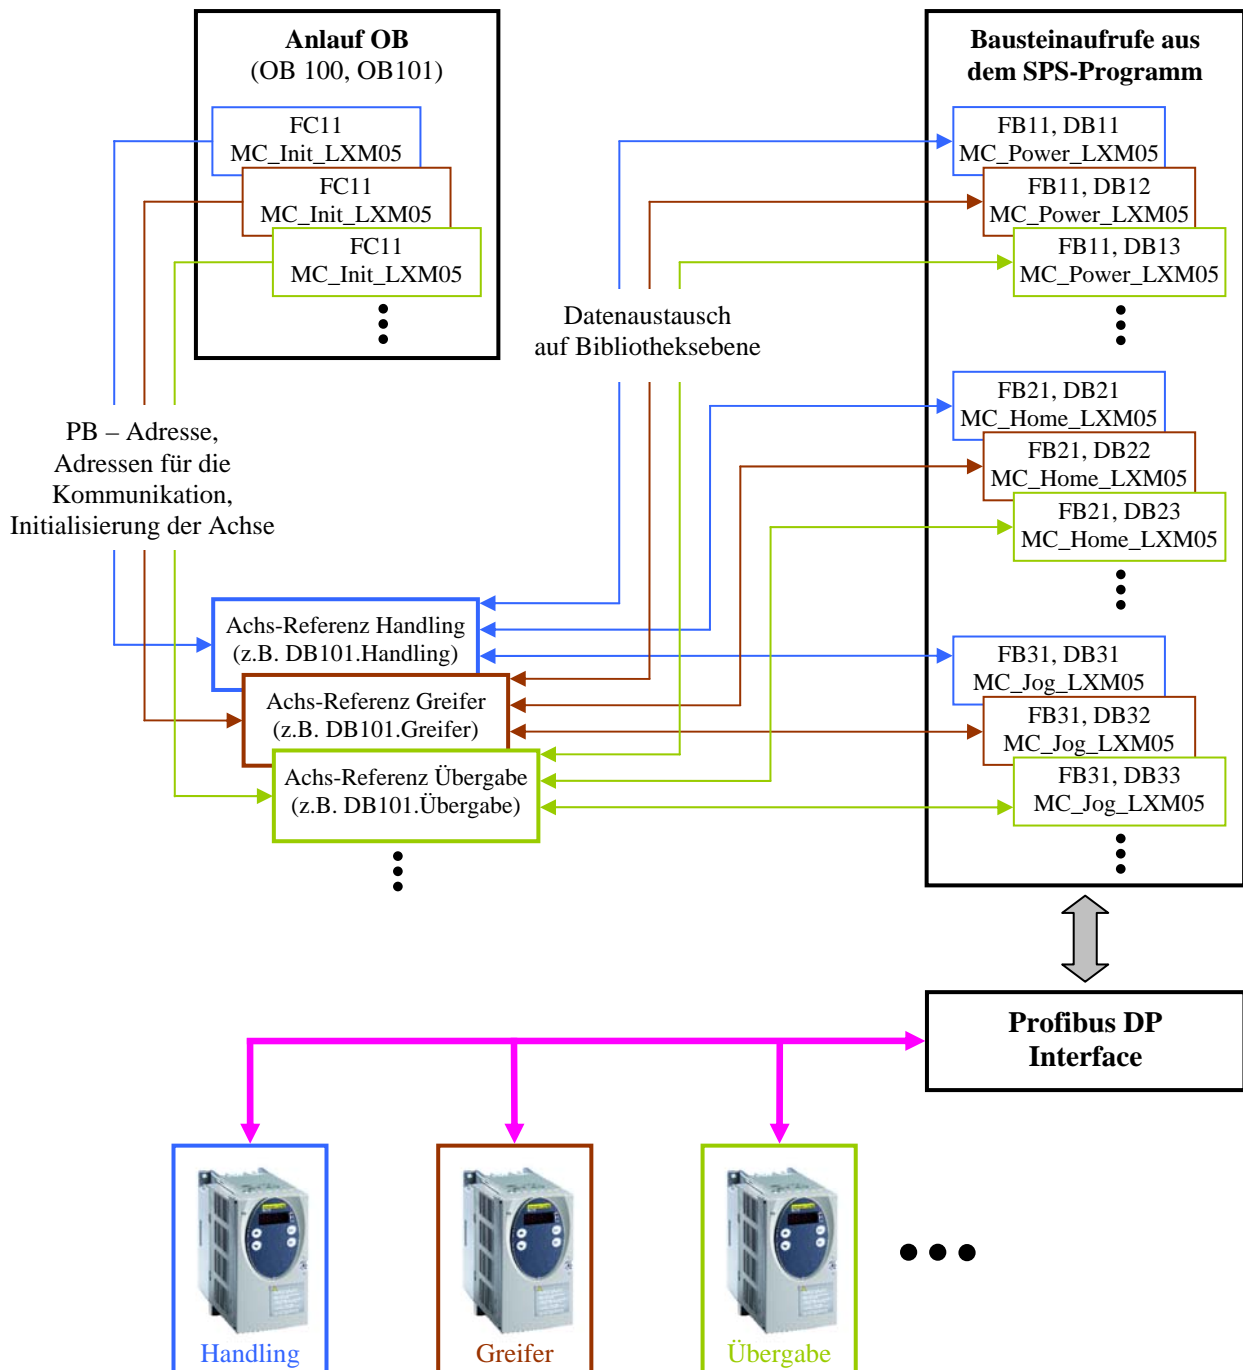 Anlauf OB
(OB 100, OB101)
FC11
MC_Init_LXM05
FC11
MC_Init_LXM05
FC11
MC_Init_LXM05
Bausteinaufrufe aus
dem SPS-Programm
FB11, DB11
MC_Power_LXM05
FB11, DB12
MC_Power_LXM05
FB11, DB13
MC_Power_LXM05
Datenaustausch
auf Bibliotheksebene
FB21, DB21
MC_Home_LXM05
FB21, DB22
MC_Home_LXM05
FB21, DB23
MC_Home_LXM05
PB – Adresse,
Adressen für die
Kommunikation,
Initialisierung der Achse
Achs-Referenz Handling
(z.B. DB101.Handling)
Achs-Referenz Greifer
(z.B. DB101.Greifer)
Achs-Referenz Übergabe
(z.B. DB101.Übergabe)
FB31, DB31
MC_Jog_LXM05
FB31, DB32
MC_Jog_LXM05
FB31, DB33
MC_Jog_LXM05
Profibus DP
Interface
Handling
Greifer
Übergabe